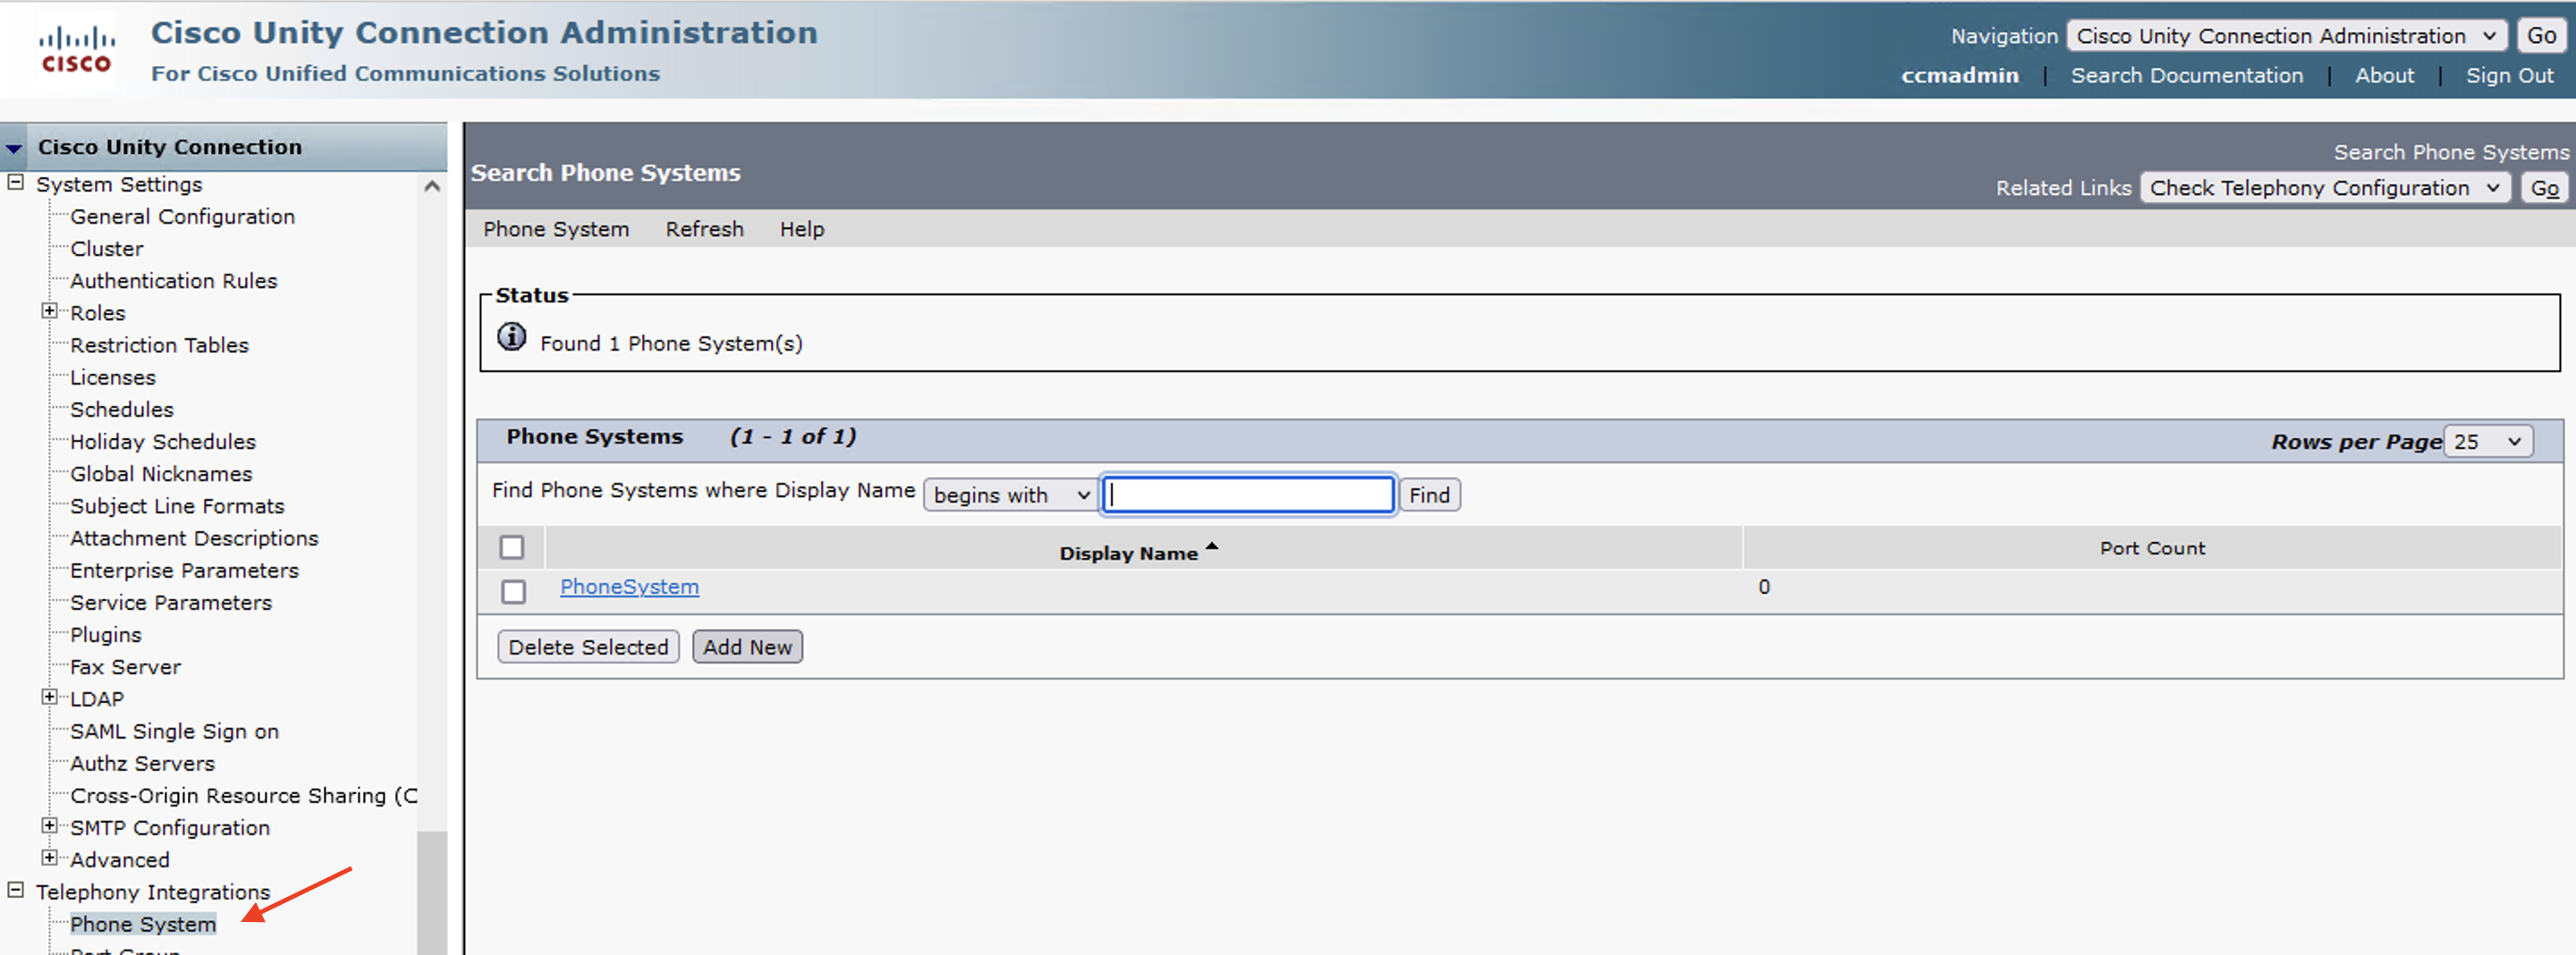 Cisco Unity Connection Administration
For Cisco Unified Communications Solutions
CISCO
Navigation Cisco Unity Connection Administration Go
ccmadmin | Search Documentation | About | Sign Out
Cisco Unity Connection
System Settings
General Configuration
Cluster
Authentication Rules
Roles
Restriction Tables
Licenses
Schedules
Holiday Schedules
Global Nicknames
Subject Line Formats
Attachment Descriptions
Enterprise Parameters
Service Parameters
Plugins
Fax Server
LDAP
SAML Single Sign on
Authz Servers
Cross-Origin Resource Sharing (C
SMTP Configuration
Advanced
Telephony Integrations
Phone System
Port Group
Search Phone Systems
Search Phone Systems
Related Links Check Telephony Configuration Go
Phone System Refresh Help
Status
Found 1 Phone System(s)
Phone Systems (1 - 1 of 1) Rows per Page 25
Find Phone Systems where Display Name begins with Find
Display Name Port Count
PhoneSystem 0
Delete Selected Add New